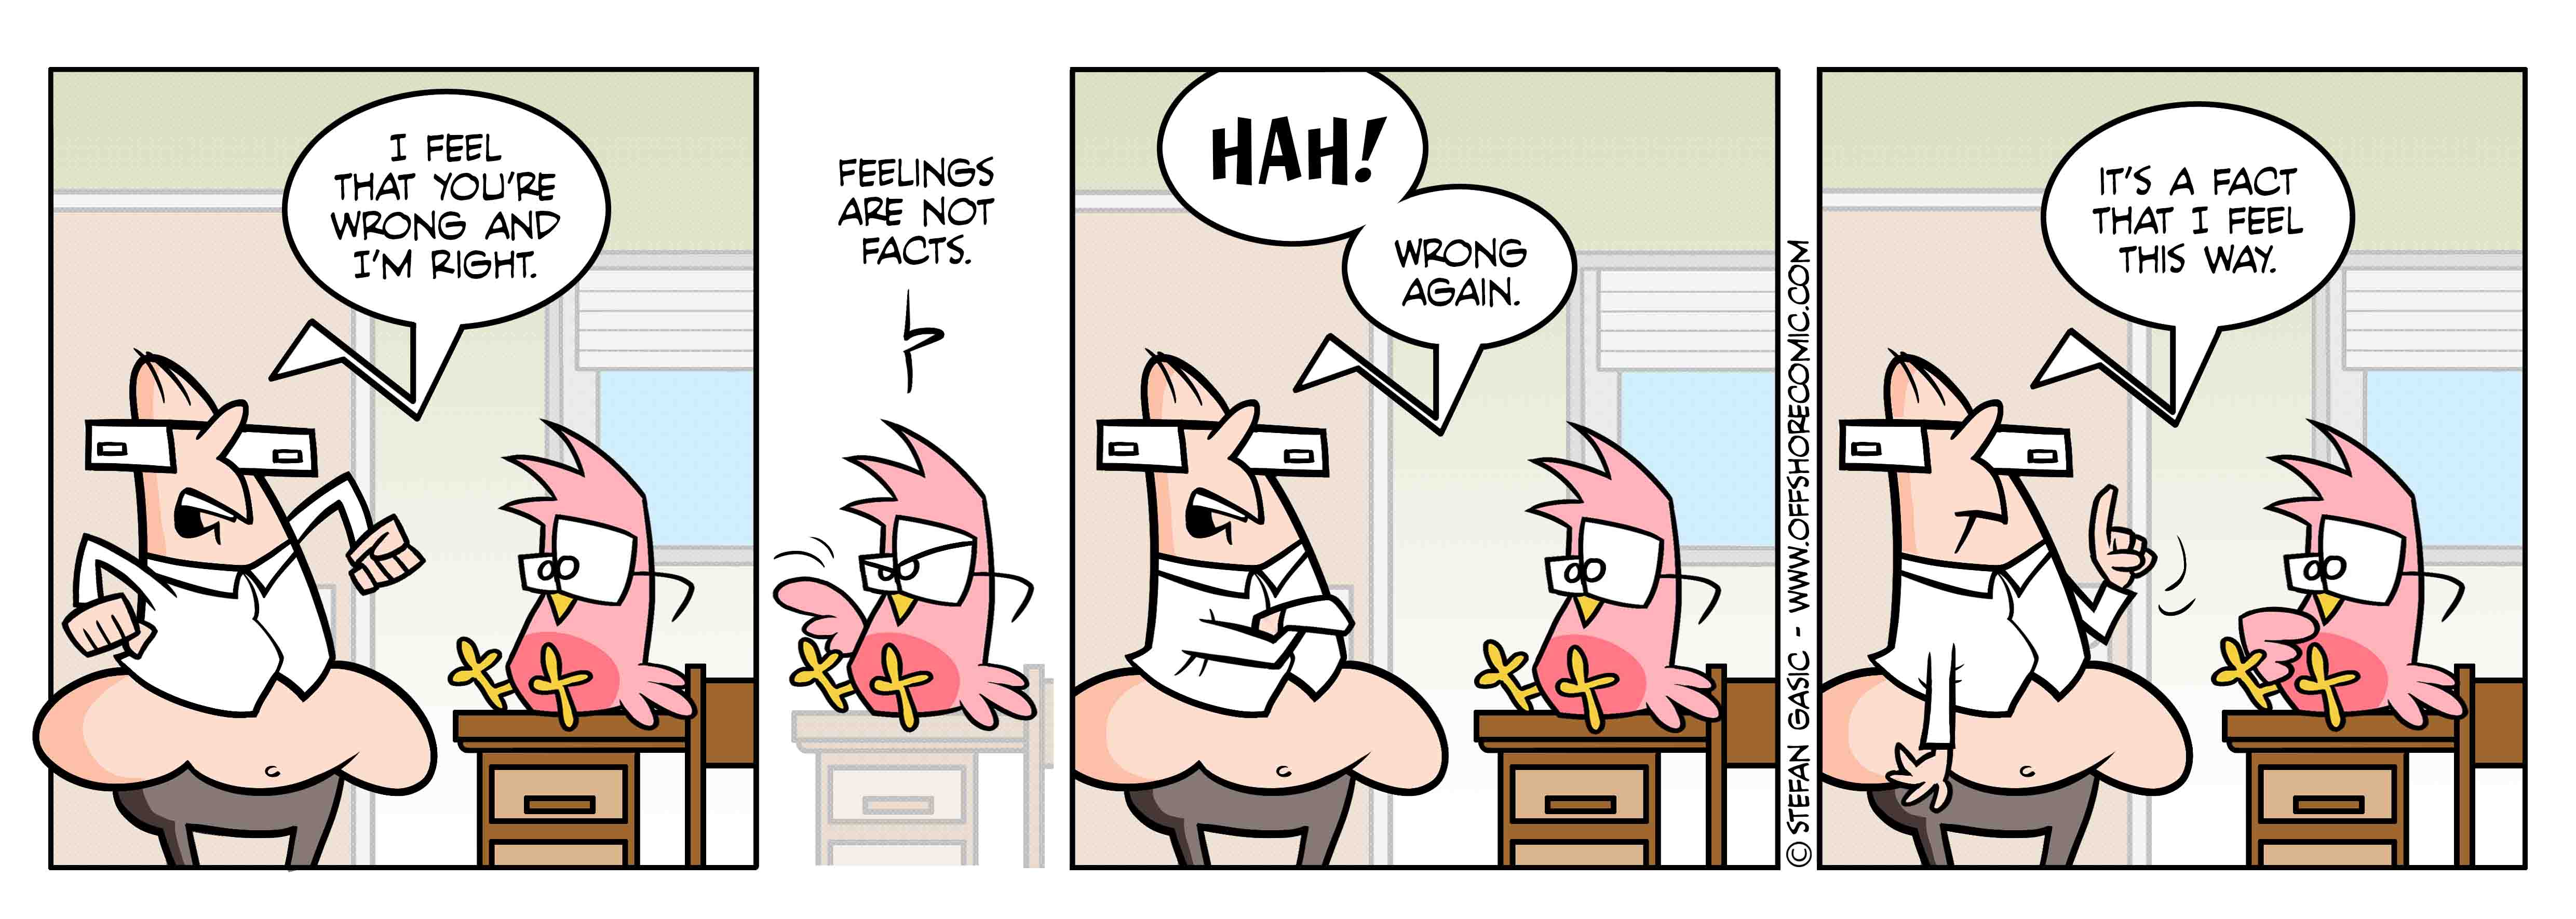 I FEEL
THAT YOU'RE
WRONG AND
I'M RIGHT.
FEELINGS
ARE NOT
FACTS.
HAH!
WRONG
AGAIN.
© STEFAN GASIC - WWW.OFFSHORECOMIC.COM
IT'S A FACT
THAT I FEEL
THIS WAY.